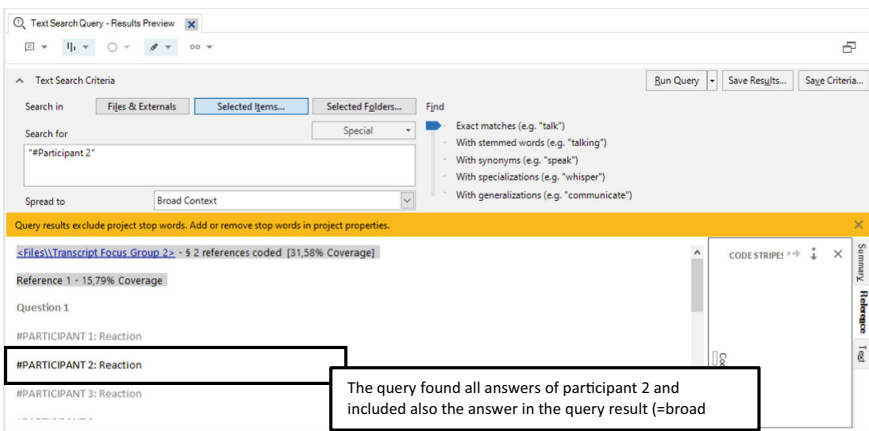 Text Search Query - Results Preview
Text Search Criteria
Run Query
Save Results...
Save Criteria...
Search in
Files & Externals
Selected Items...
Selected Folders...
Find
Search for
Special
Exact matches (e.g. "talk")
With stemmed words (e.g. "talking")
With synonyms (e.g. "speak")
With specializations (e.g. "whisper")
With generalizations (e.g. "communicate")
"#Participant 2"
Spread to
Broad Context
Query results exclude project stop words. Add or remove stop words in project properties.
<Files\\Transcript Focus Group 2> - § 2 references coded [31,58% Coverage]
Reference 1 - 15,79% Coverage
Question 1
#PARTICIPANT 1: Reaction
#PARTICIPANT 2: Reaction
#PARTICIPANT 3: Reaction
CODE STRIPES
Summary
Reference
Text
The query found all answers of participant 2 and
included also the answer in the query result (=broad